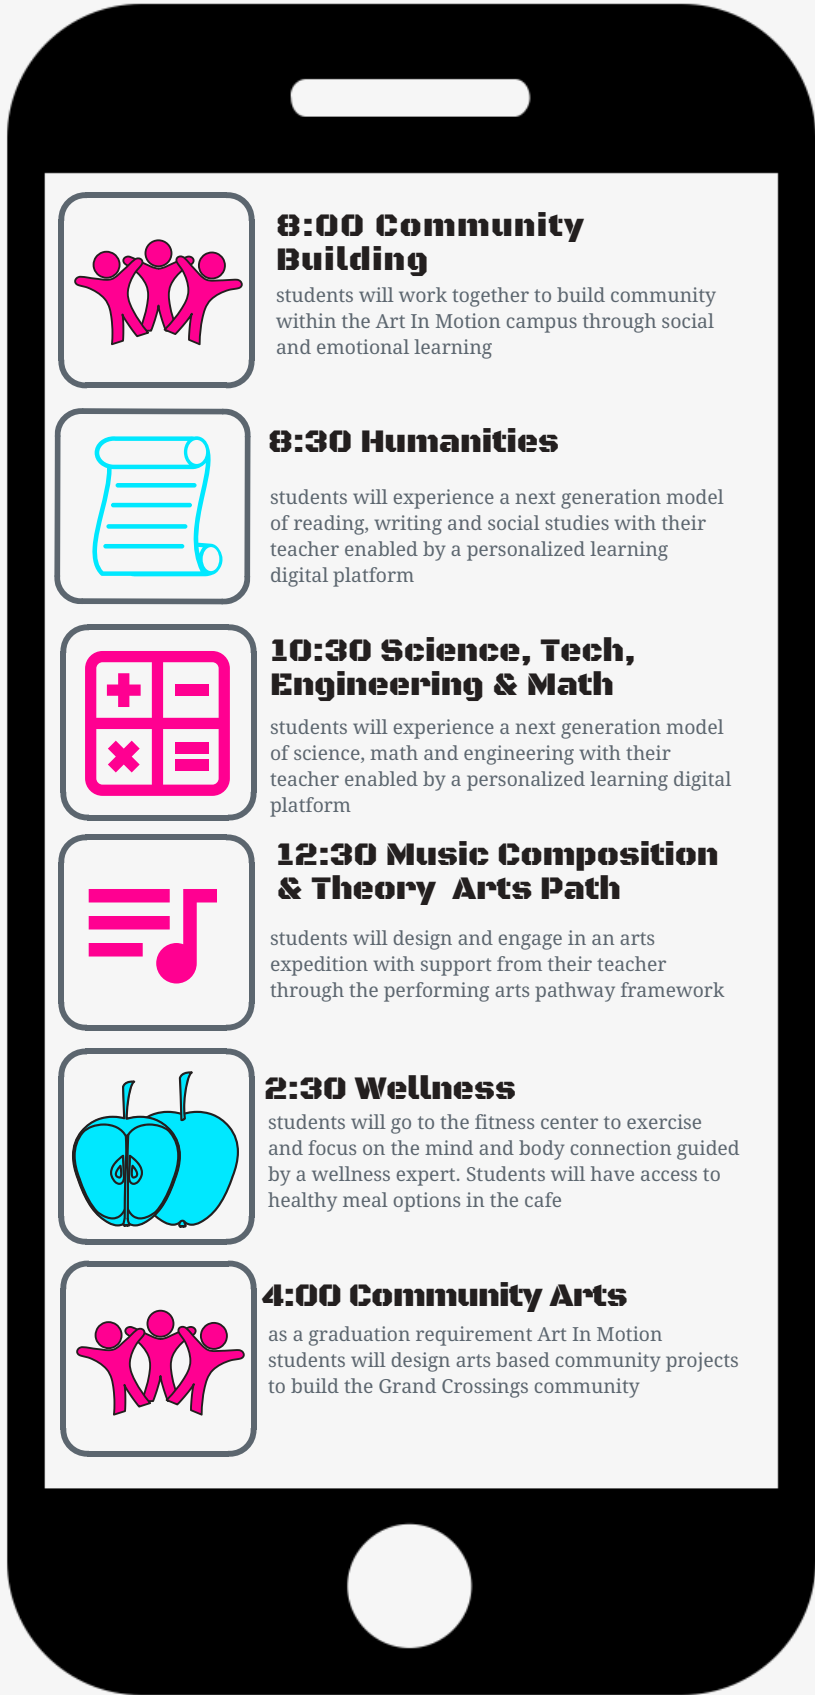 8:00 Community
Building
students will work together to build community
within the Art In Motion campus through social
and emotional learning
8:30 Humanities
students will experience a next generation model
of reading, writing and social studies with their
teacher enabled by a personalized learning
digital platform
10:30 Science, Tech,
Engineering & Math
students will experience a next generation model
of science, math and engineering with their
teacher enabled by a personalized learning digital
platform
12:30 Music Composition
& Theory Arts Path
students will design and engage in an arts
expedition with support from their teacher
through the performing arts pathway framework
2:30 Wellness
students will go to the fitness center to exercise
and focus on the mind and body connection guided
by a wellness expert. Students will have access to
healthy meal options in the cafe
4:00 Community Arts
as a graduation requirement Art In Motion
students will design arts based community projects
to build the Grand Crossings community